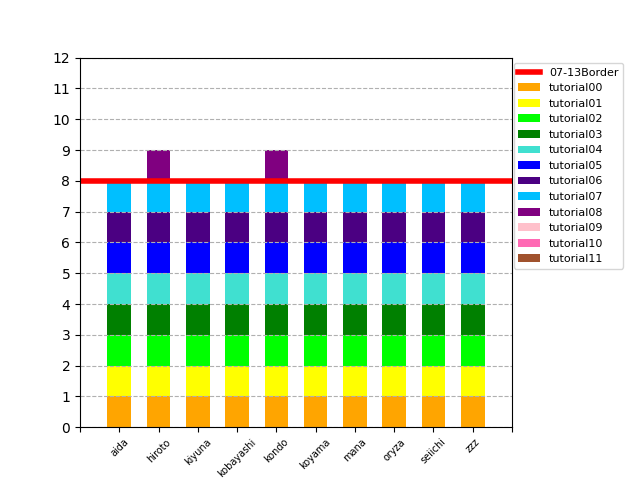 12
11
10
9
8
7
6
5
4
3
2
1
0
aida
hiroto
kiyuna
kobayashi
kondo
koyama
mana
oryza
seiichi
zzz
07-13Border
tutorial00
tutorial01
tutorial02
tutorial03
tutorial04
tutorial05
tutorial06
tutorial07
tutorial08
tutorial09
tutorial10
tutorial11